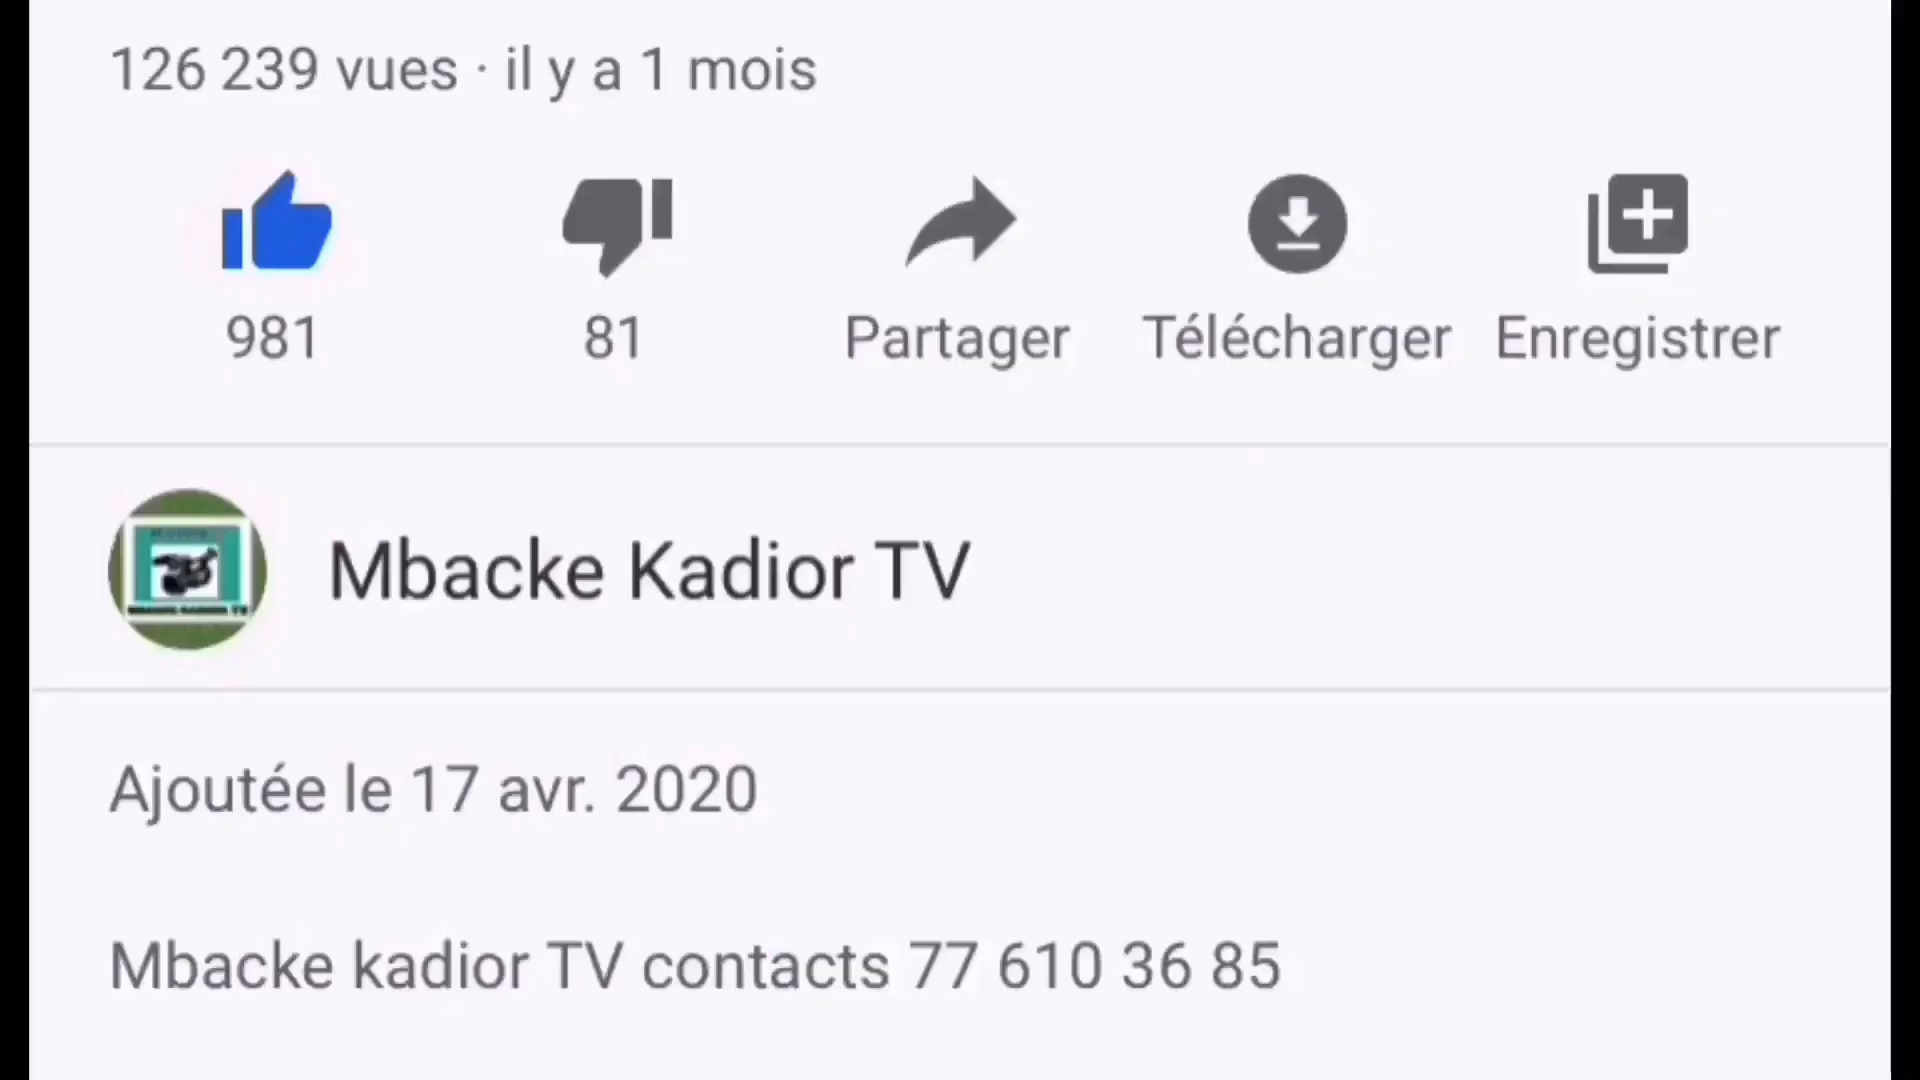 126 239 vues · il y a 1 mois
981
81
Partager
Télécharger
Enregistrer
Mbacke Kadior TV
Ajoutée le 17 avr. 2020
Mbacke kadior TV contacts 77 610 36 85